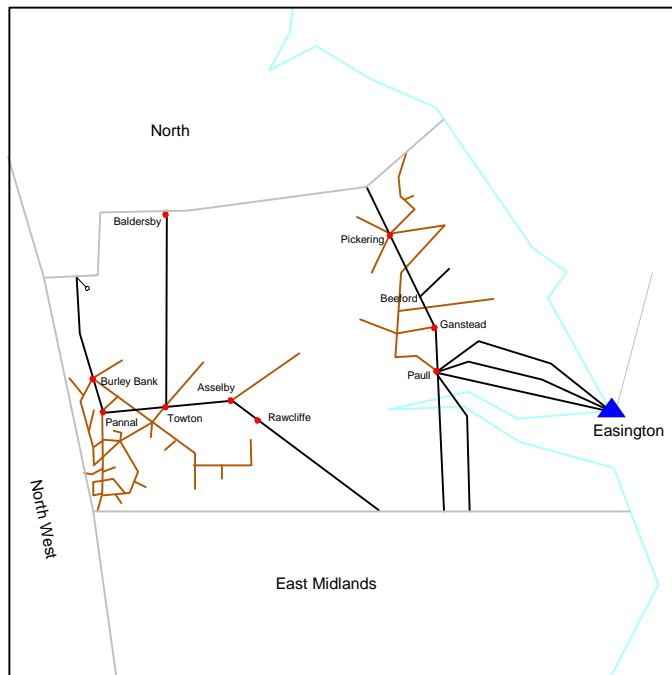 North
Baldersby
Pickering
Beeford
Ganstead
Burley Bank
Asselby
Paull
Pannal
Towton
Rawcliffe
Easington
North West
East Midlands